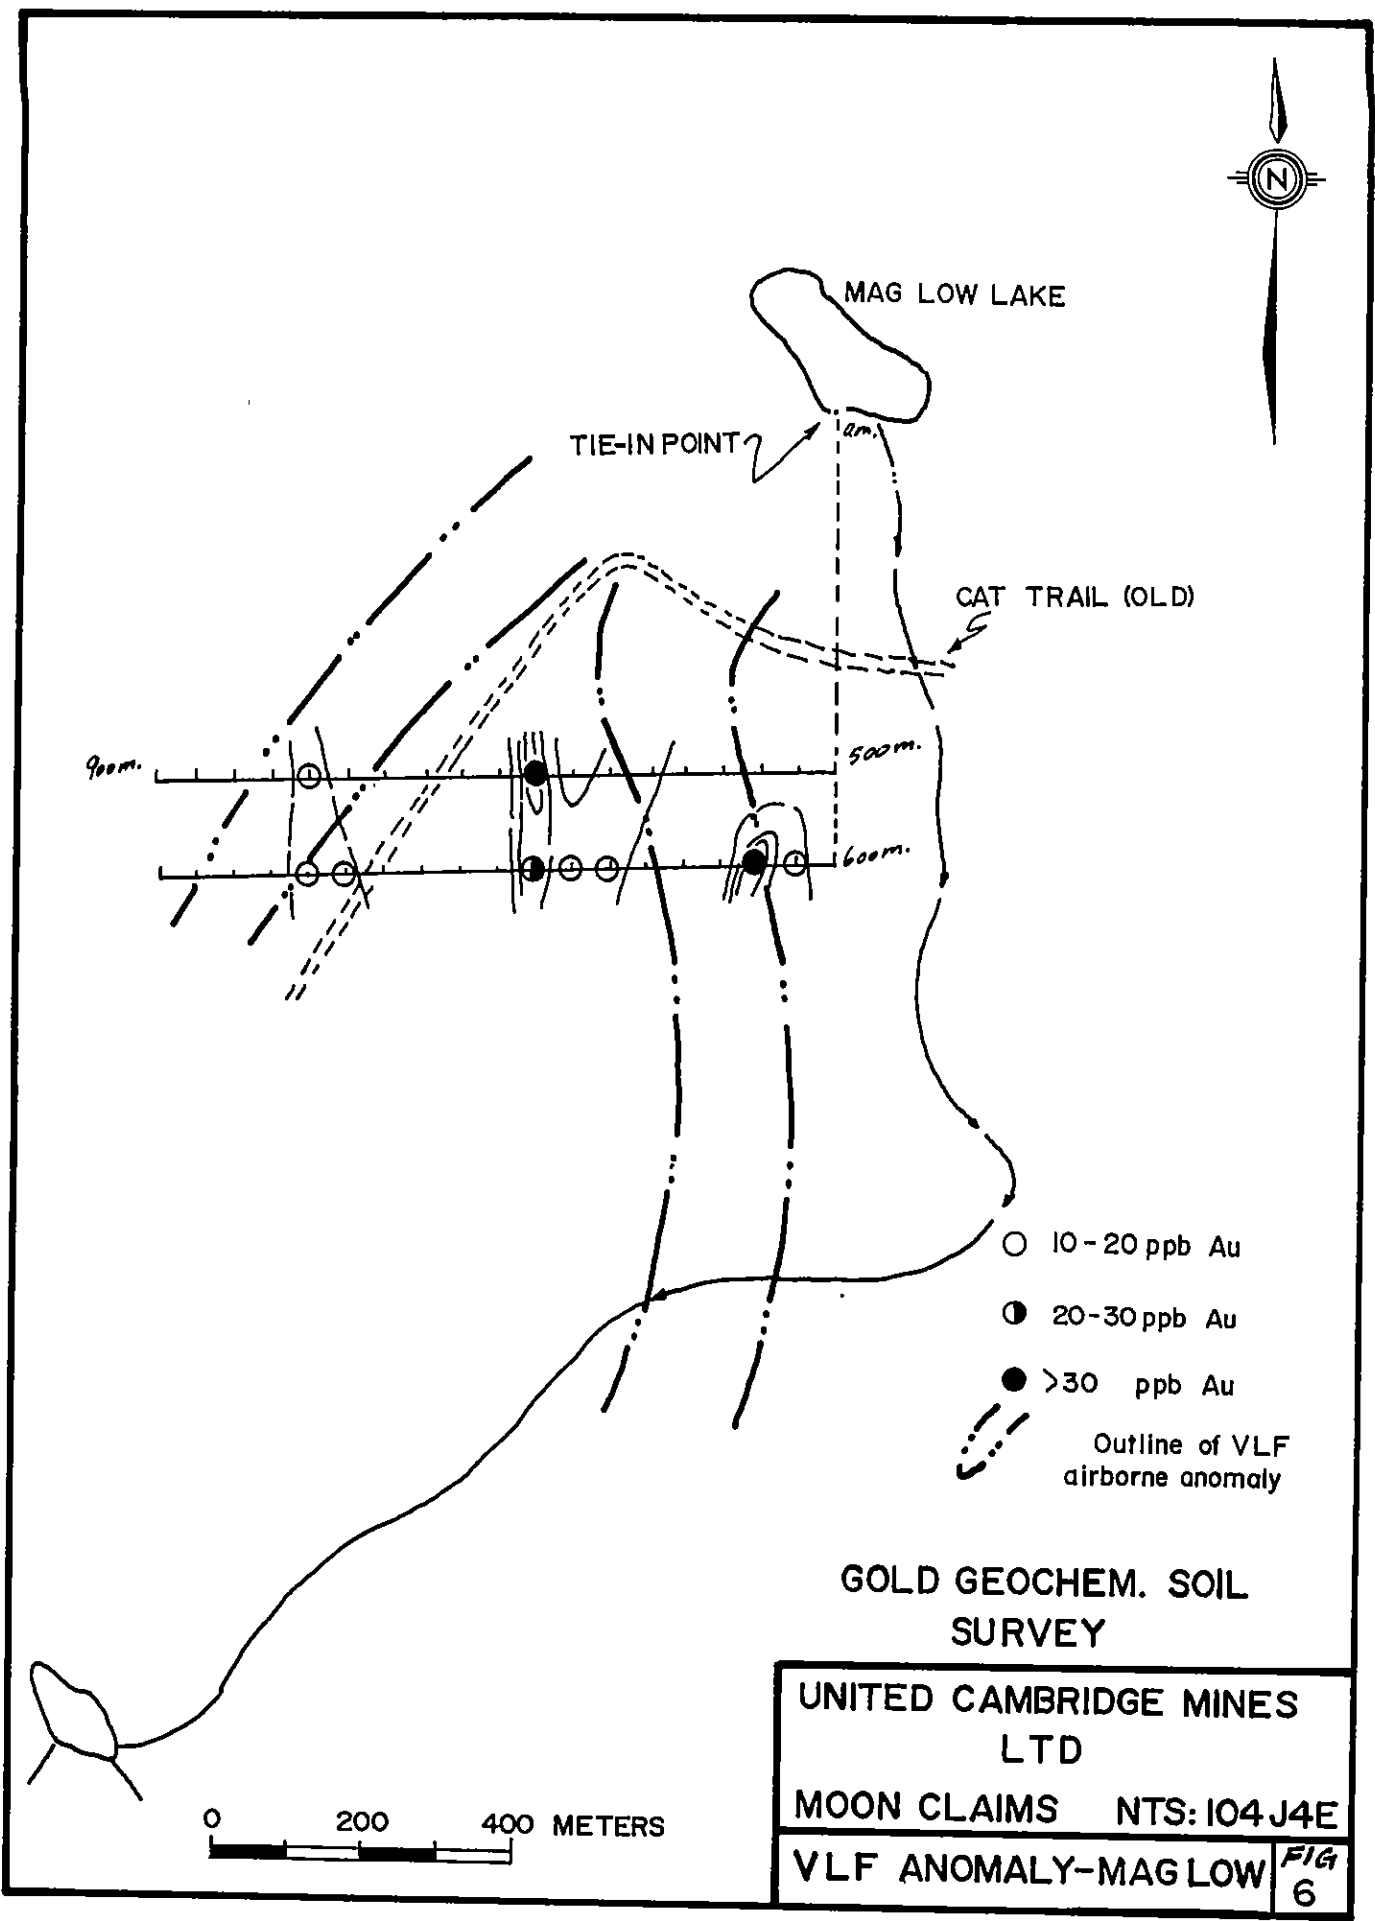 N
MAG LOW LAKE
TIE-IN POINT
0m.
CAT TRAIL (OLD)
900m.
500m.
600m.
10-20 ppb Au
20-30 ppb Au
>30 ppb Au
Outline of VLF
airborne anomaly
GOLD GEOCHEM. SOIL
SURVEY
UNITED CAMBRIDGE MINES
LTD
MOON CLAIMS NTS: 104 J4E
VLF ANOMALY-MAG LOW
FIG
6
0 200 400 METERS